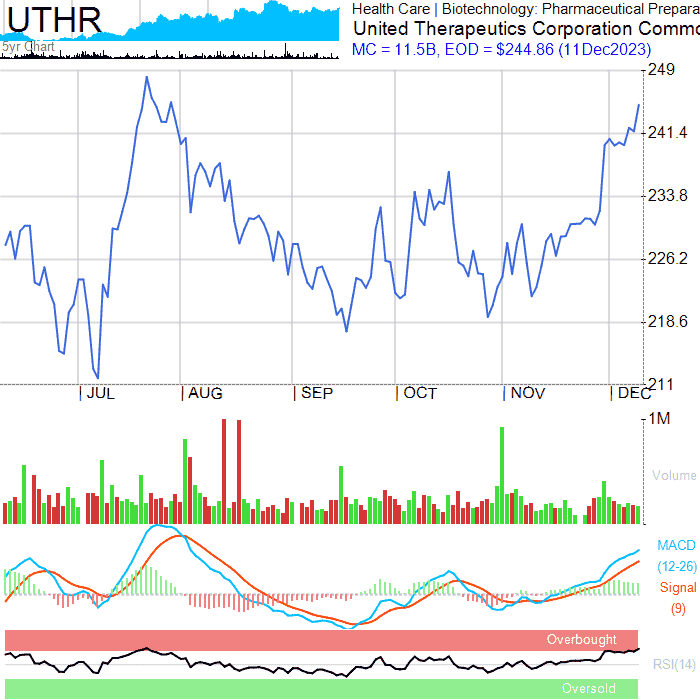 UTHR
5yr Chart
Health Care | Biotechnology: Pharmaceutical Prepara
United Therapeutics Corporation Commo
MC = 11.5B, EOD = $244.86 (11Dec2023)
249
241.4
233.8
226.2
218.6
211
| JUL | AUG | SEP | OCT | NOV | DEC
1M
Volume
MACD
(12-26)
Signal
(9)
Overbought
RSI(14)
Oversold